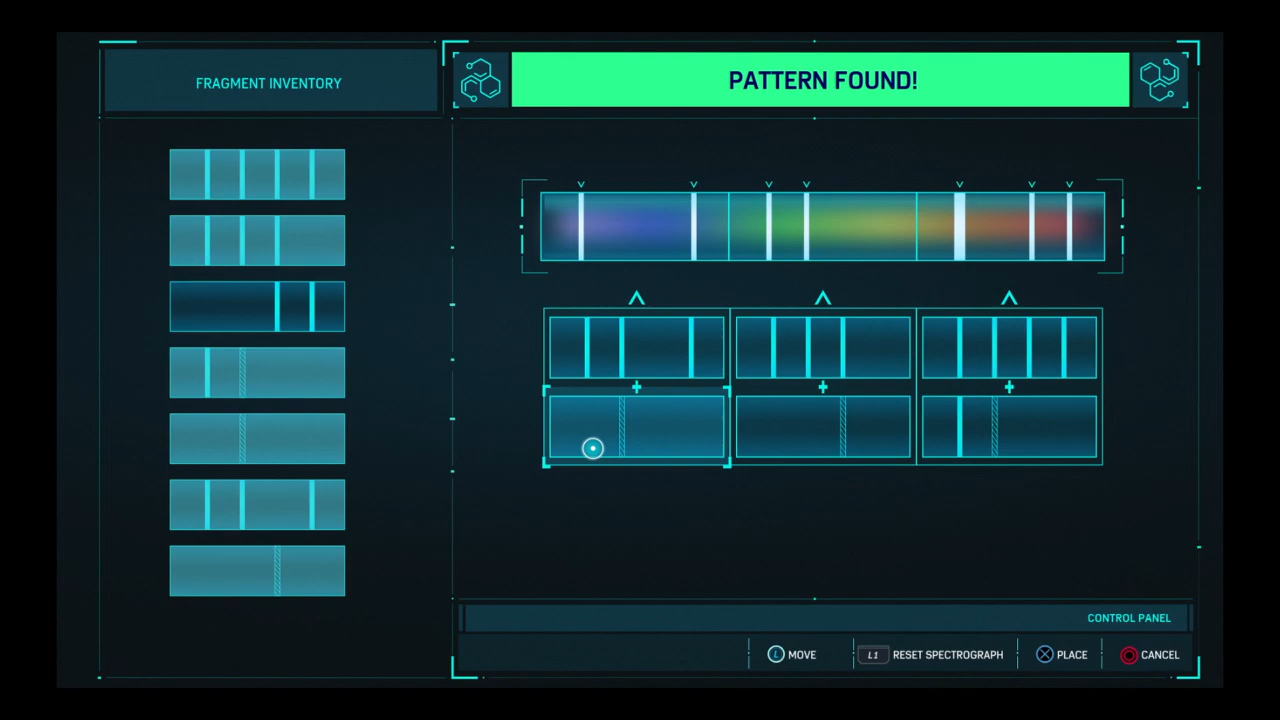 FRAGMENT INVENTORY
PATTERN FOUND!
CONTROL PANEL
L MOVE
L1 RESET SPECTROGRAPH
PLACE
CANCEL